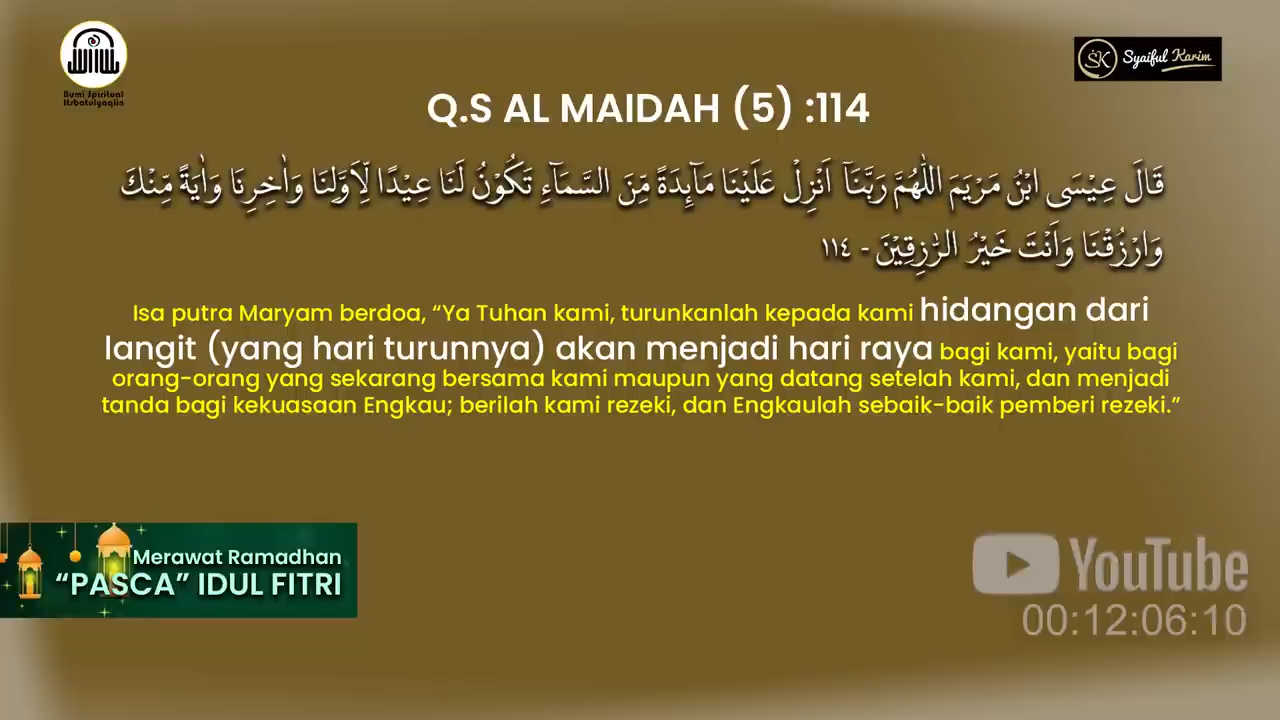 Bumi Spiritual
Itsbatulyaqiin
SK Syaiful Karim
Q.S AL MAIDAH (5) :114
قَالَ عِيْسَى ابْنُ مَرْيَمَ اللّٰهُمَّ رَبَّنَآ اَنْزِلْ عَلَيْنَا مَآىِٕدَةً مِّنَ السَّمَاۤءِ تَكُوْنُ لَنَا عِيْدًا لِّاَوَّلِنَا وَاٰخِرِنَا وَاٰيَةً مِّنْكَ
وَارْزُقْنَا وَاَنْتَ خَيْرُ الرّٰزِقِيْنَ - ١١٤
Isa putra Maryam berdoa, “Ya Tuhan kami, turunkanlah kepada kami hidangan dari
langit (yang hari turunnya) akan menjadi hari raya bagi kami, yaitu bagi
orang-orang yang sekarang bersama kami maupun yang datang setelah kami, dan menjadi
tanda bagi kekuasaan Engkau; berilah kami rezeki, dan Engkaulah sebaik-baik pemberi rezeki.”
Merawat Ramadhan
“PASCA” IDUL FITRI
YouTube
00:12:06:10